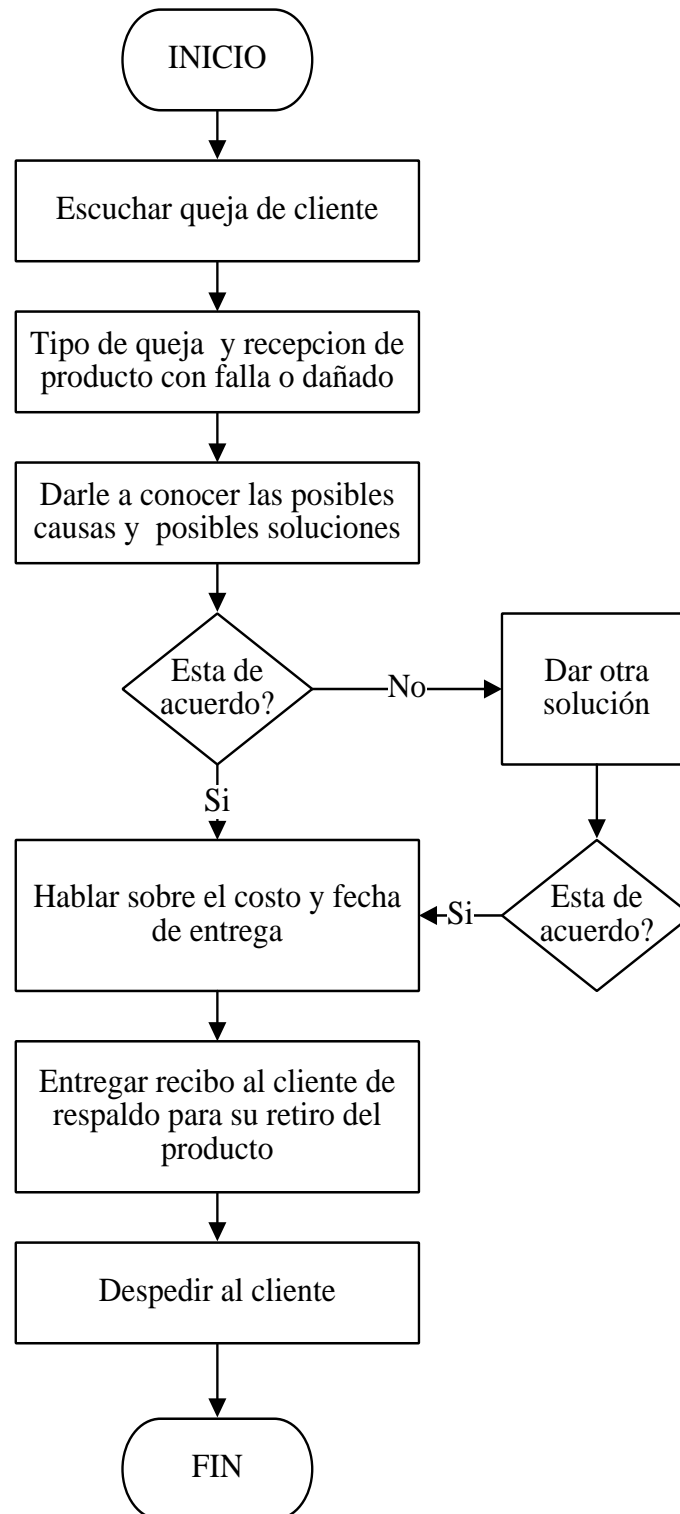 INICIO
Escuchar queja de cliente
Tipo de queja y recepcion de
producto con falla o dañado
Darle a conocer las posibles
causas y posibles soluciones
Esta de
acuerdo?
No
Dar otra
solución
Si
Hablar sobre el costo y fecha
de entrega
Si
Esta de
acuerdo?
Entregar recibo al cliente de
respaldo para su retiro del
producto
Despedir al cliente
FIN